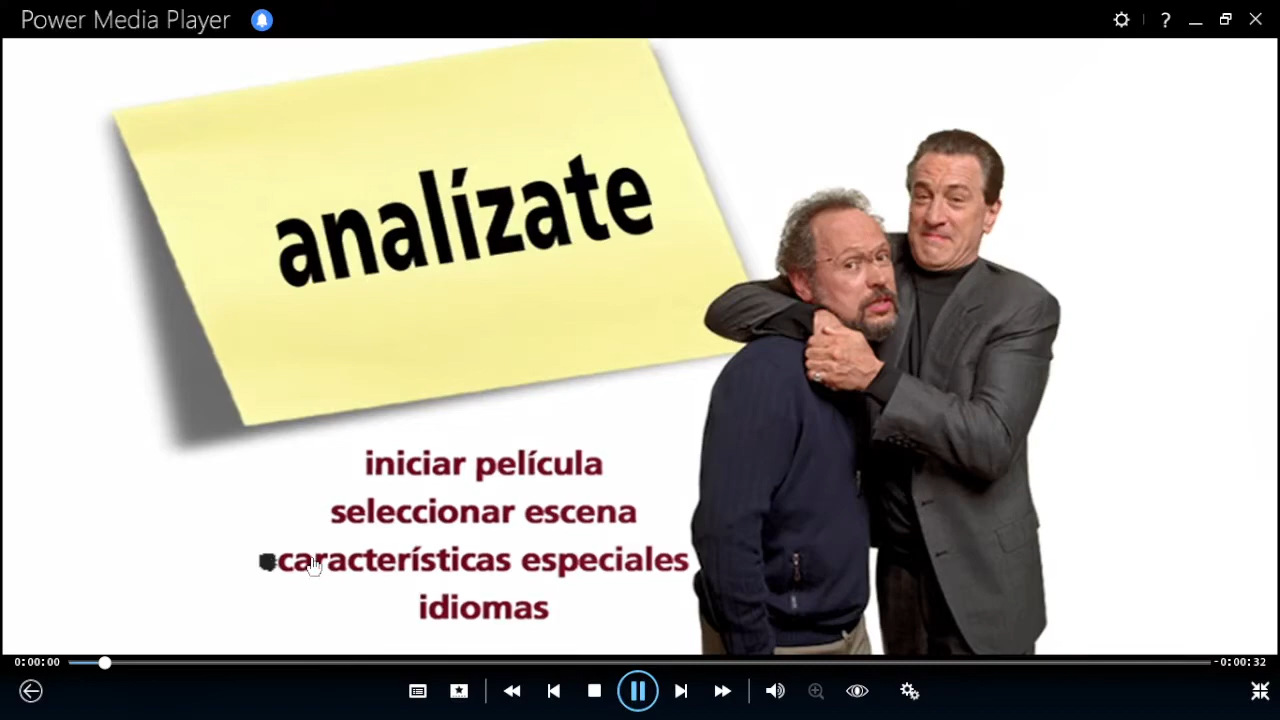 Power Media Player
?
analízate
iniciar película
seleccionar escena
características especiales
idiomas
0:00:00
-0:00:32